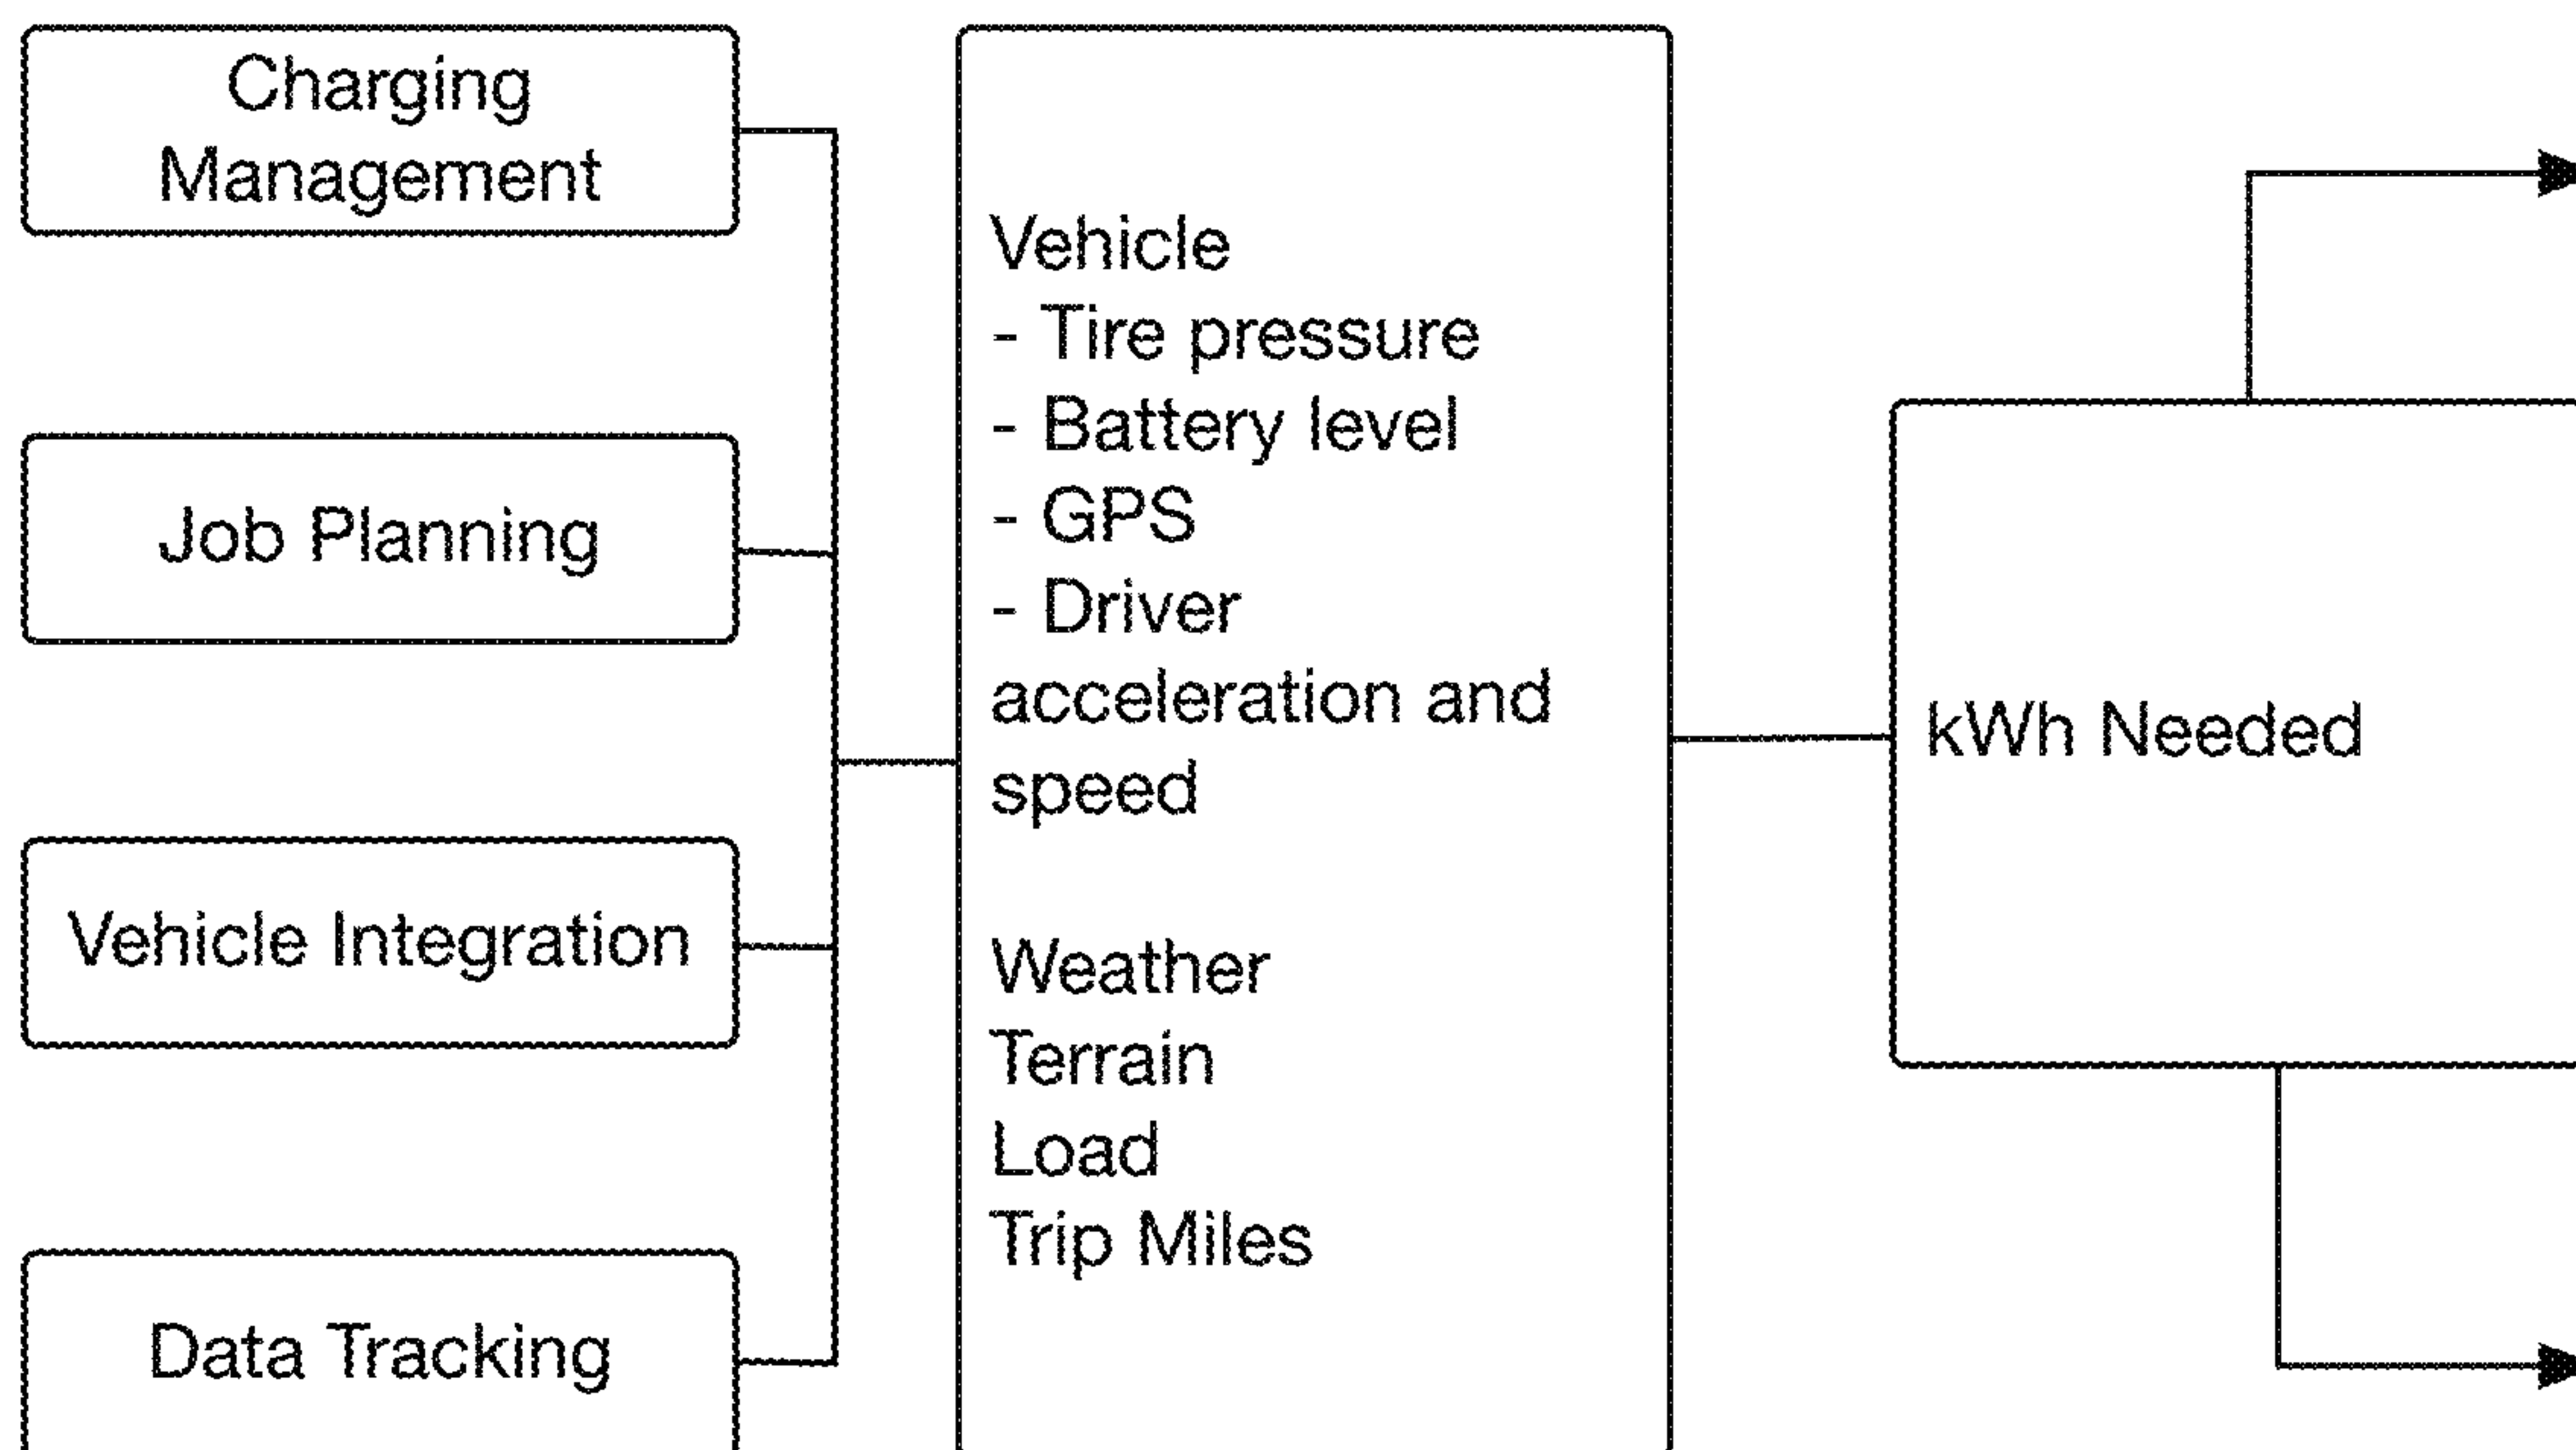 Charging
Management
Job Planning
Vehicle Integration
Data Tracking
Vehicle
- Tire pressure
- Battery level
- GPS
- Driver
acceleration and
speed
Weather
Terrain
Load
Trip Miles
kWh Needed